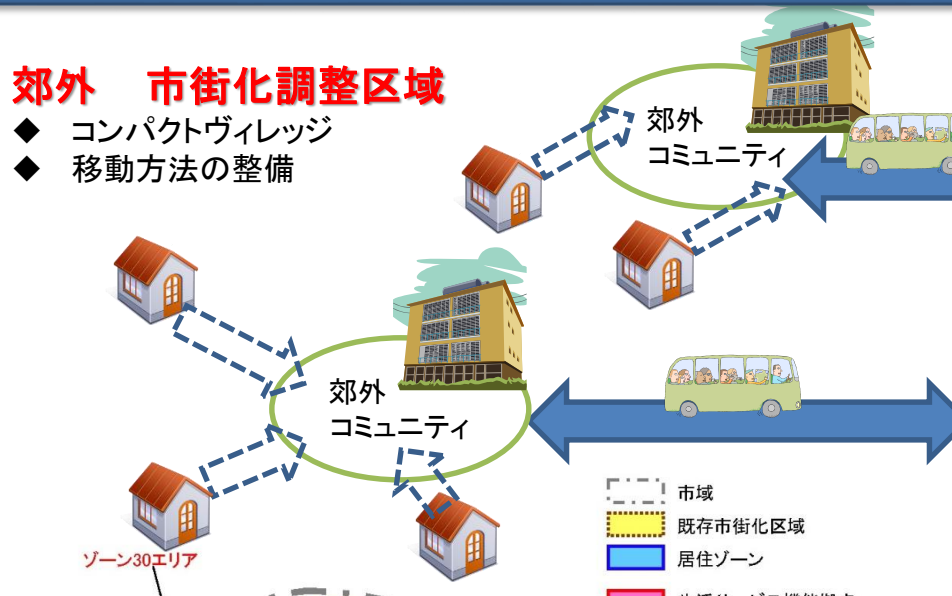 郊外　市街化調整区域
◆　コンパクトヴィレッジ
◆　移動方法の整備
郊外
コミュニティ
郊外
コミュニティ
ゾーン30エリア
市域
既存市街化区域
居住ゾーン